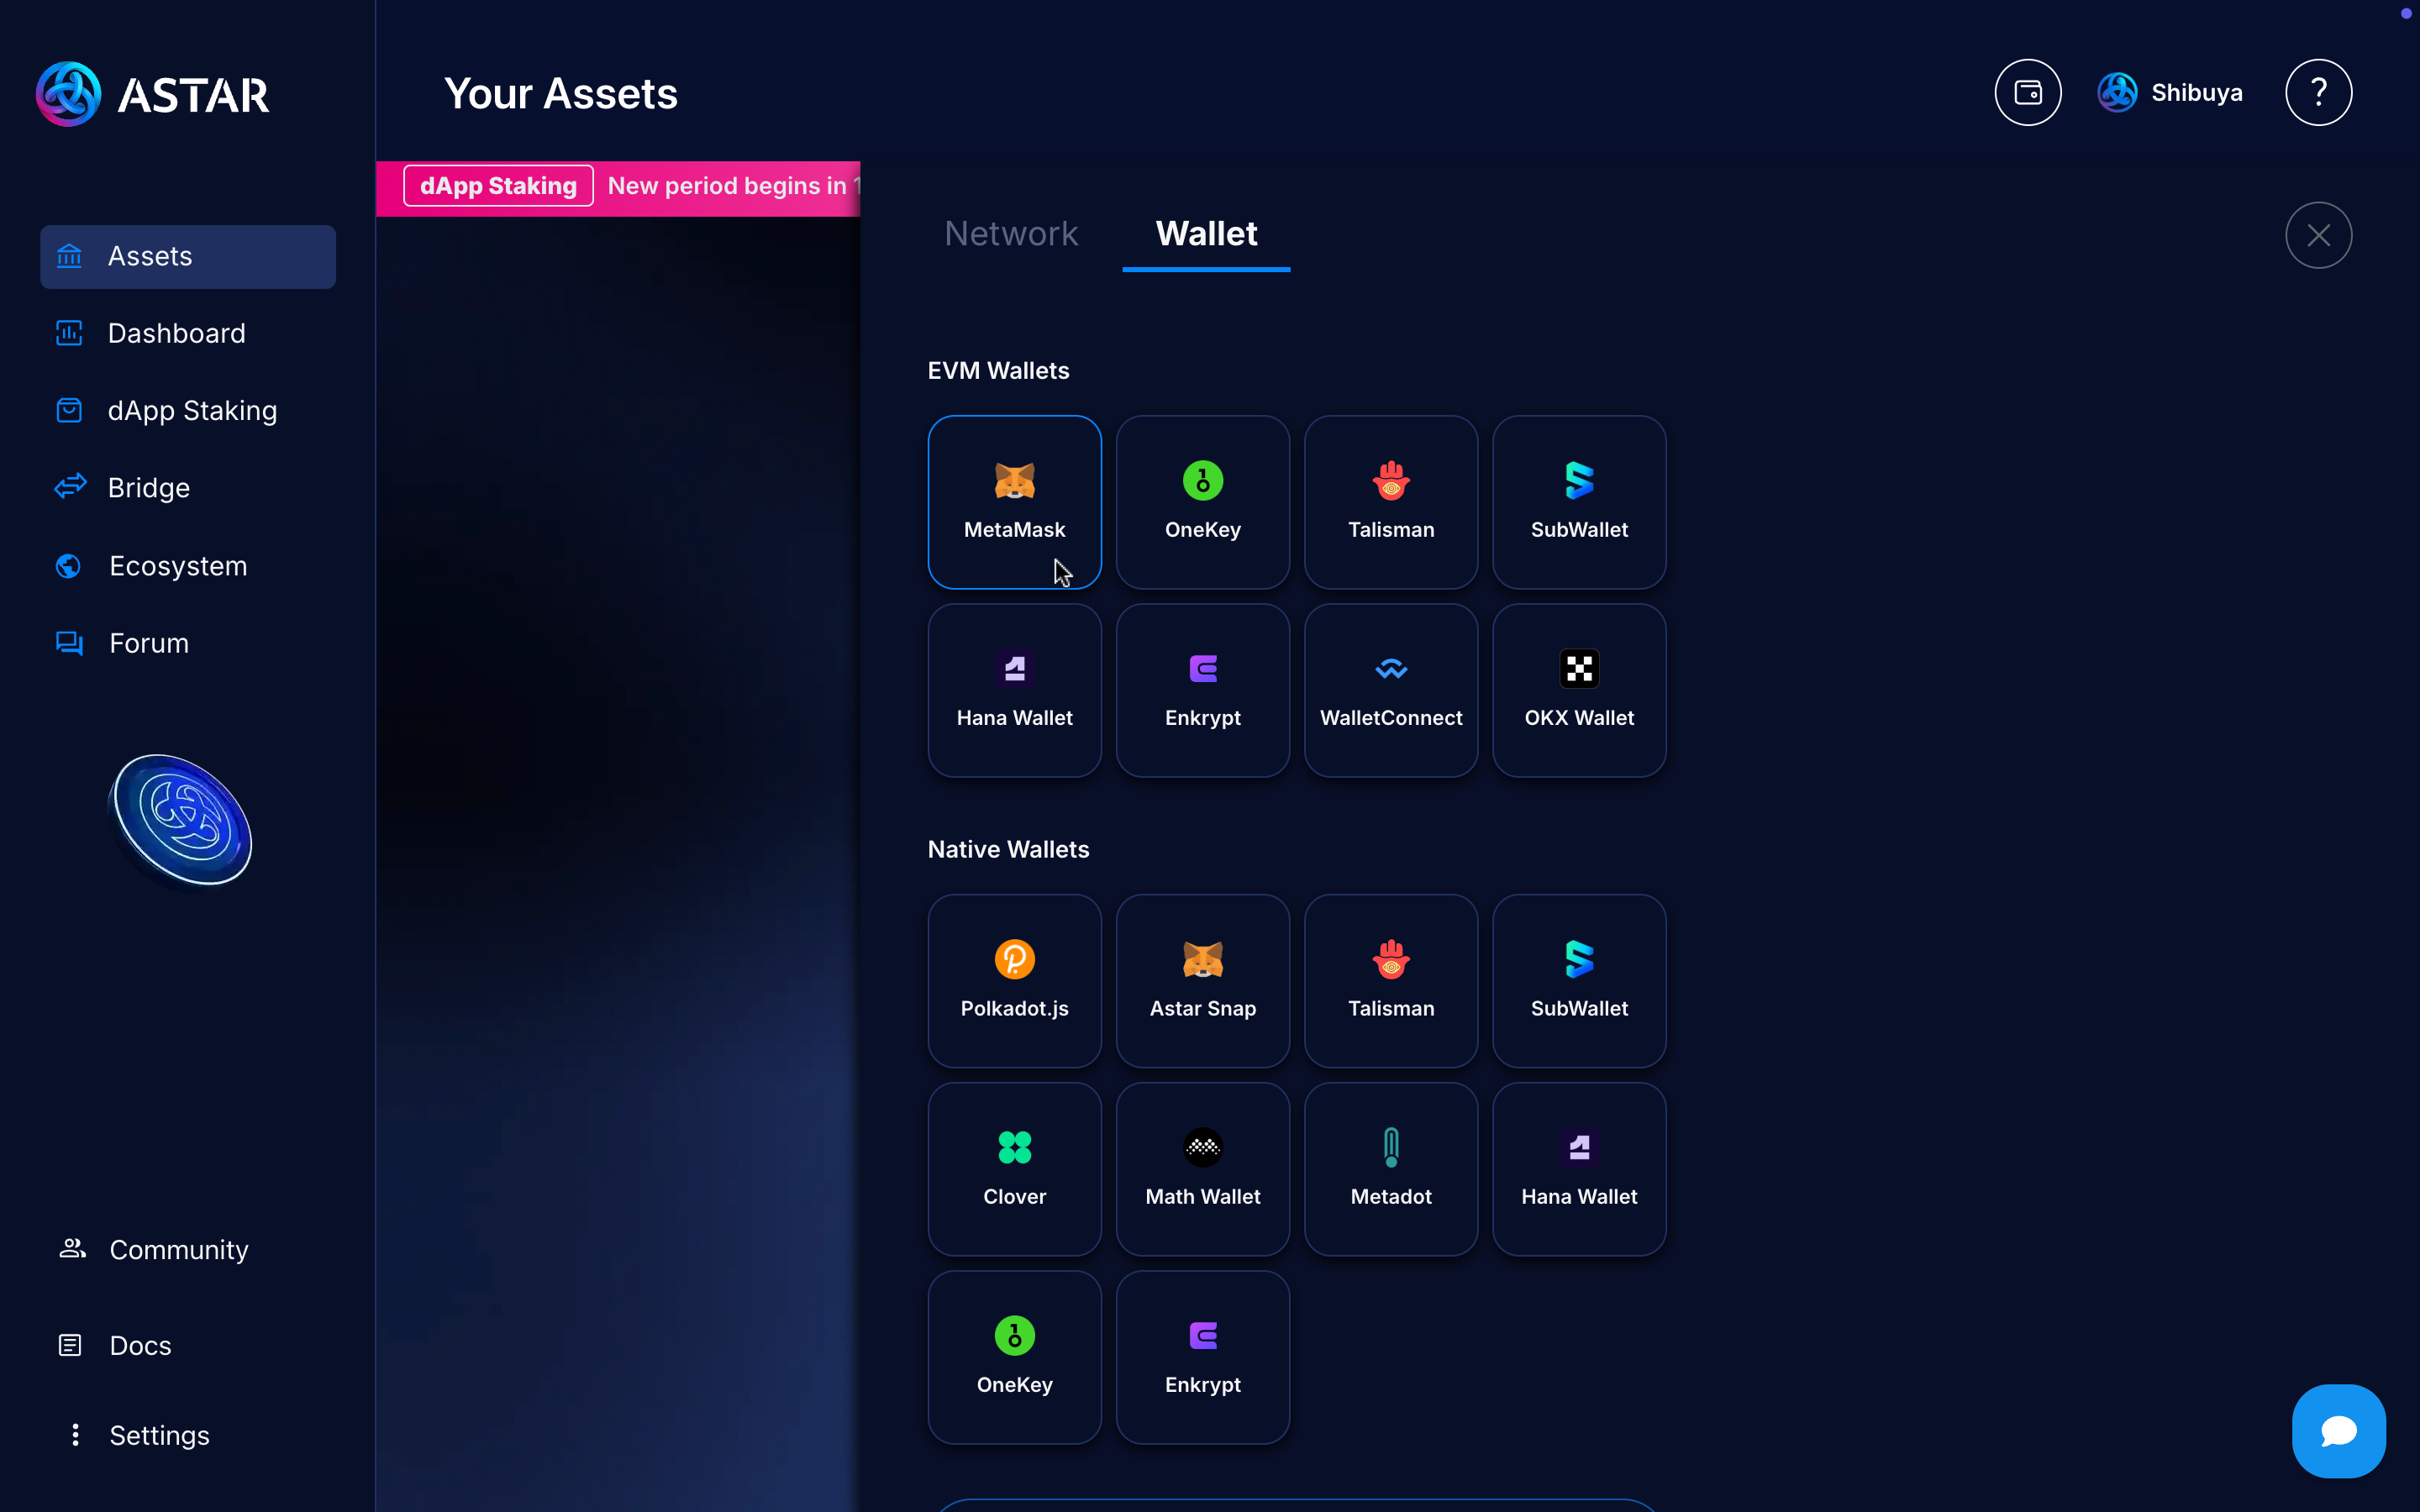 ASTAR
Your Assets
Shibuya
?
dApp Staking New period begins in
Assets
Dashboard
dApp Staking
Bridge
Ecosystem
Forum
Community
Docs
Settings
Network Wallet
EVM Wallets
MetaMask OneKey Talisman SubWallet
Hana Wallet Enkrypt WalletConnect OKX Wallet
Native Wallets
Polkadot.js Astar Snap Talisman SubWallet
Clover Math Wallet Metadot Hana Wallet
OneKey Enkrypt